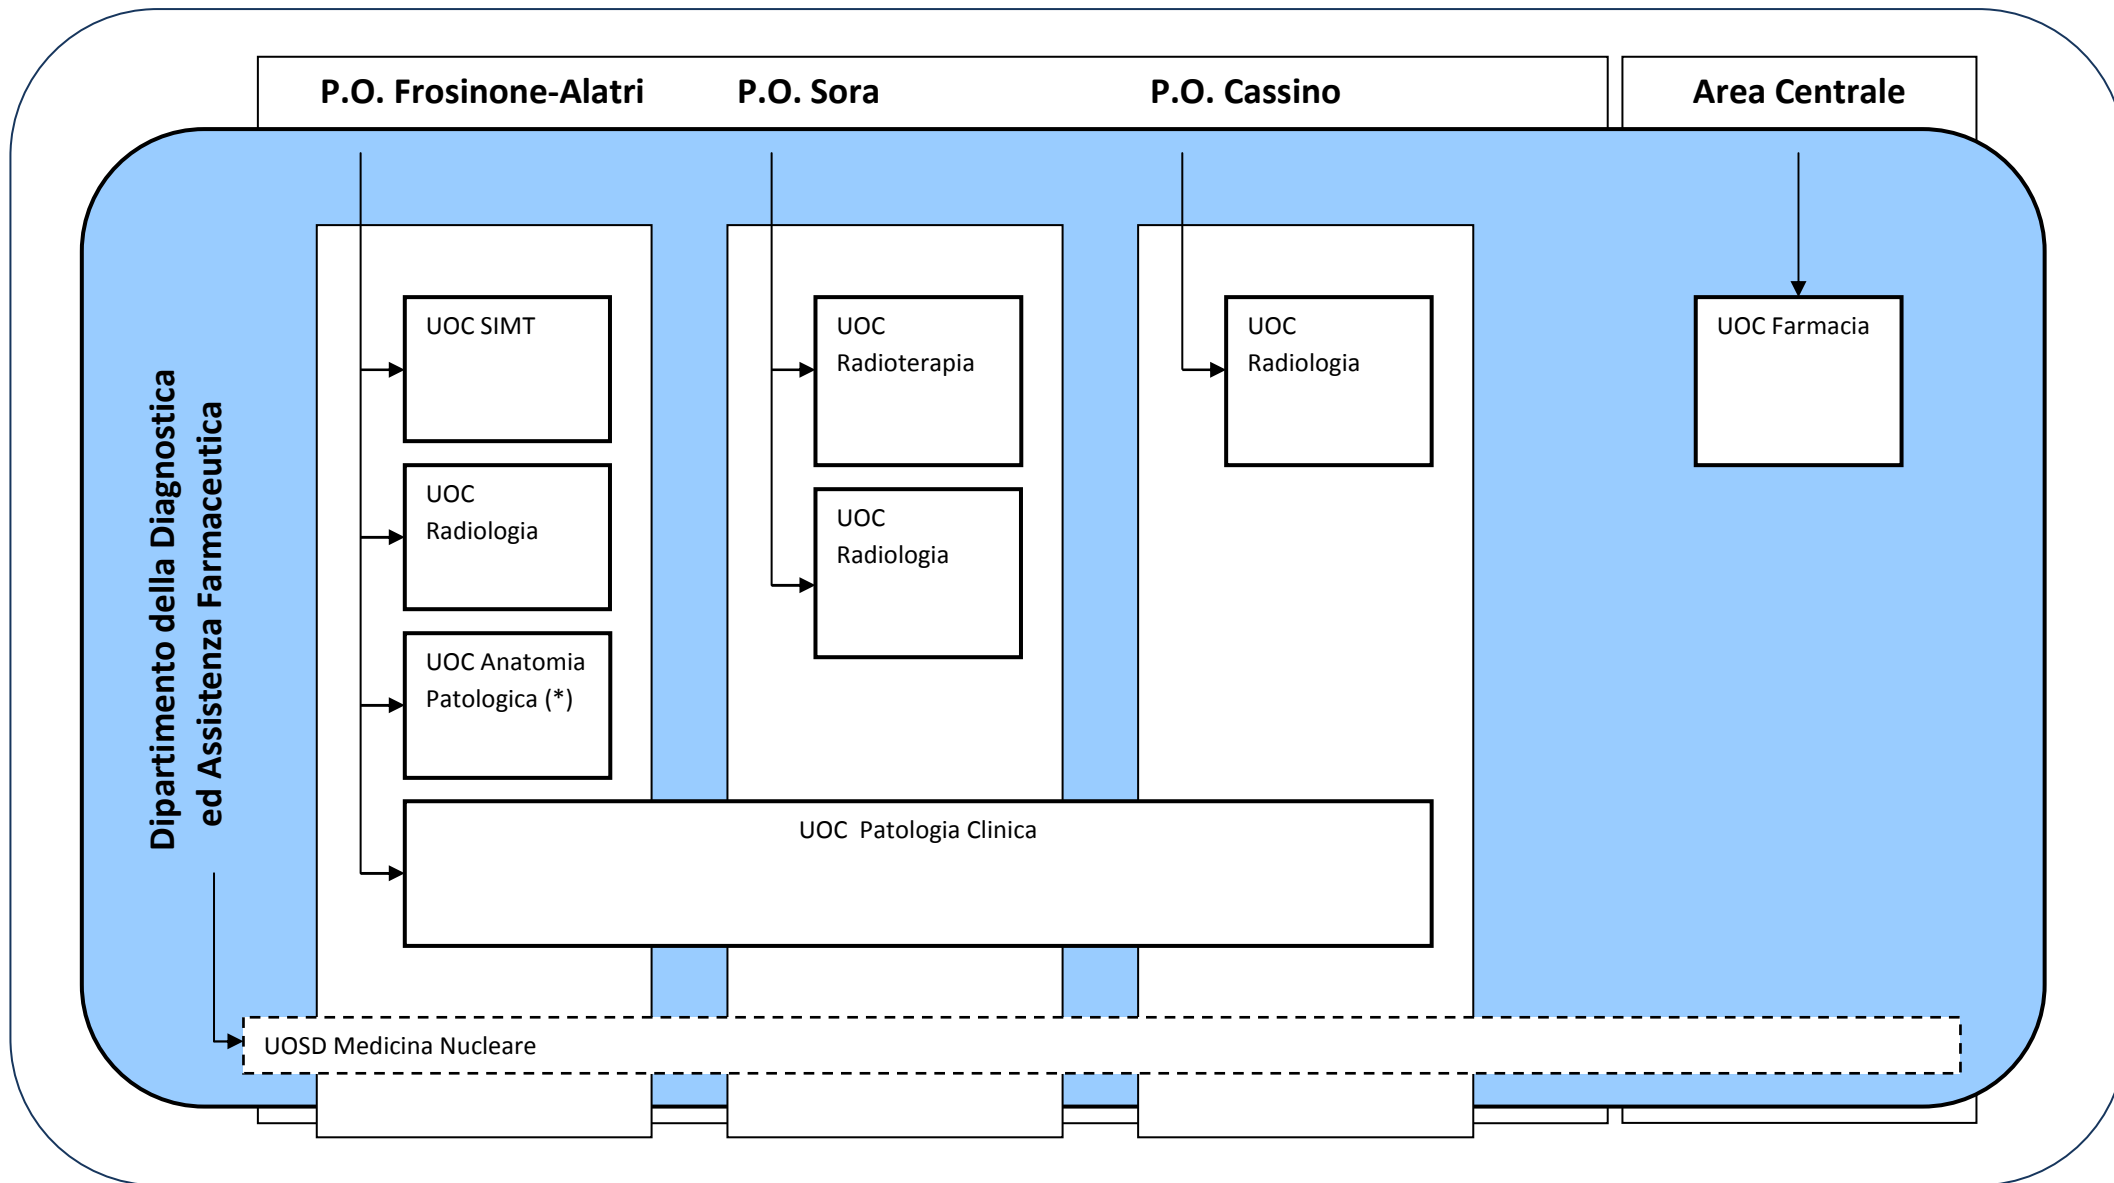 P.O. Frosinone-Alatri
P.O. Sora
P.O. Cassino
Area Centrale
Dipartimento della Diagnostica
ed Assistenza Farmaceutica
UOC SIMT
UOC
Radiologia
UOC Anatomia
Patologica (*)
UOC
Radioterapia
UOC
Radiologia
UOC
Radiologia
UOC Farmacia
UOC Patologia Clinica
UOSD Medicina Nucleare